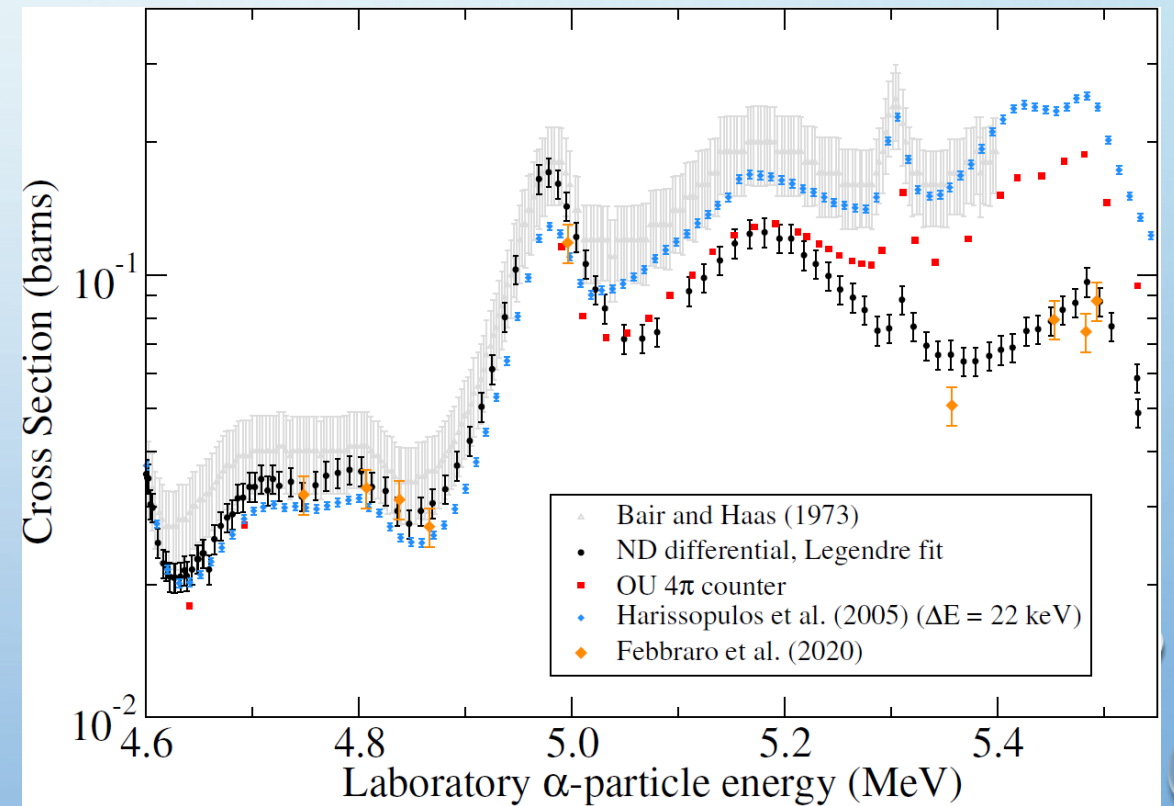 Cross Section (barns)
10⁻¹
10⁻²
Bair and Haas (1973)
ND differential, Legendre fit
OU 4π counter
Harissopulos et al. (2005) (ΔE = 22 keV)
Febbraro et al. (2020)
4.6 4.8 5.0 5.2 5.4
Laboratory α-particle energy (MeV)